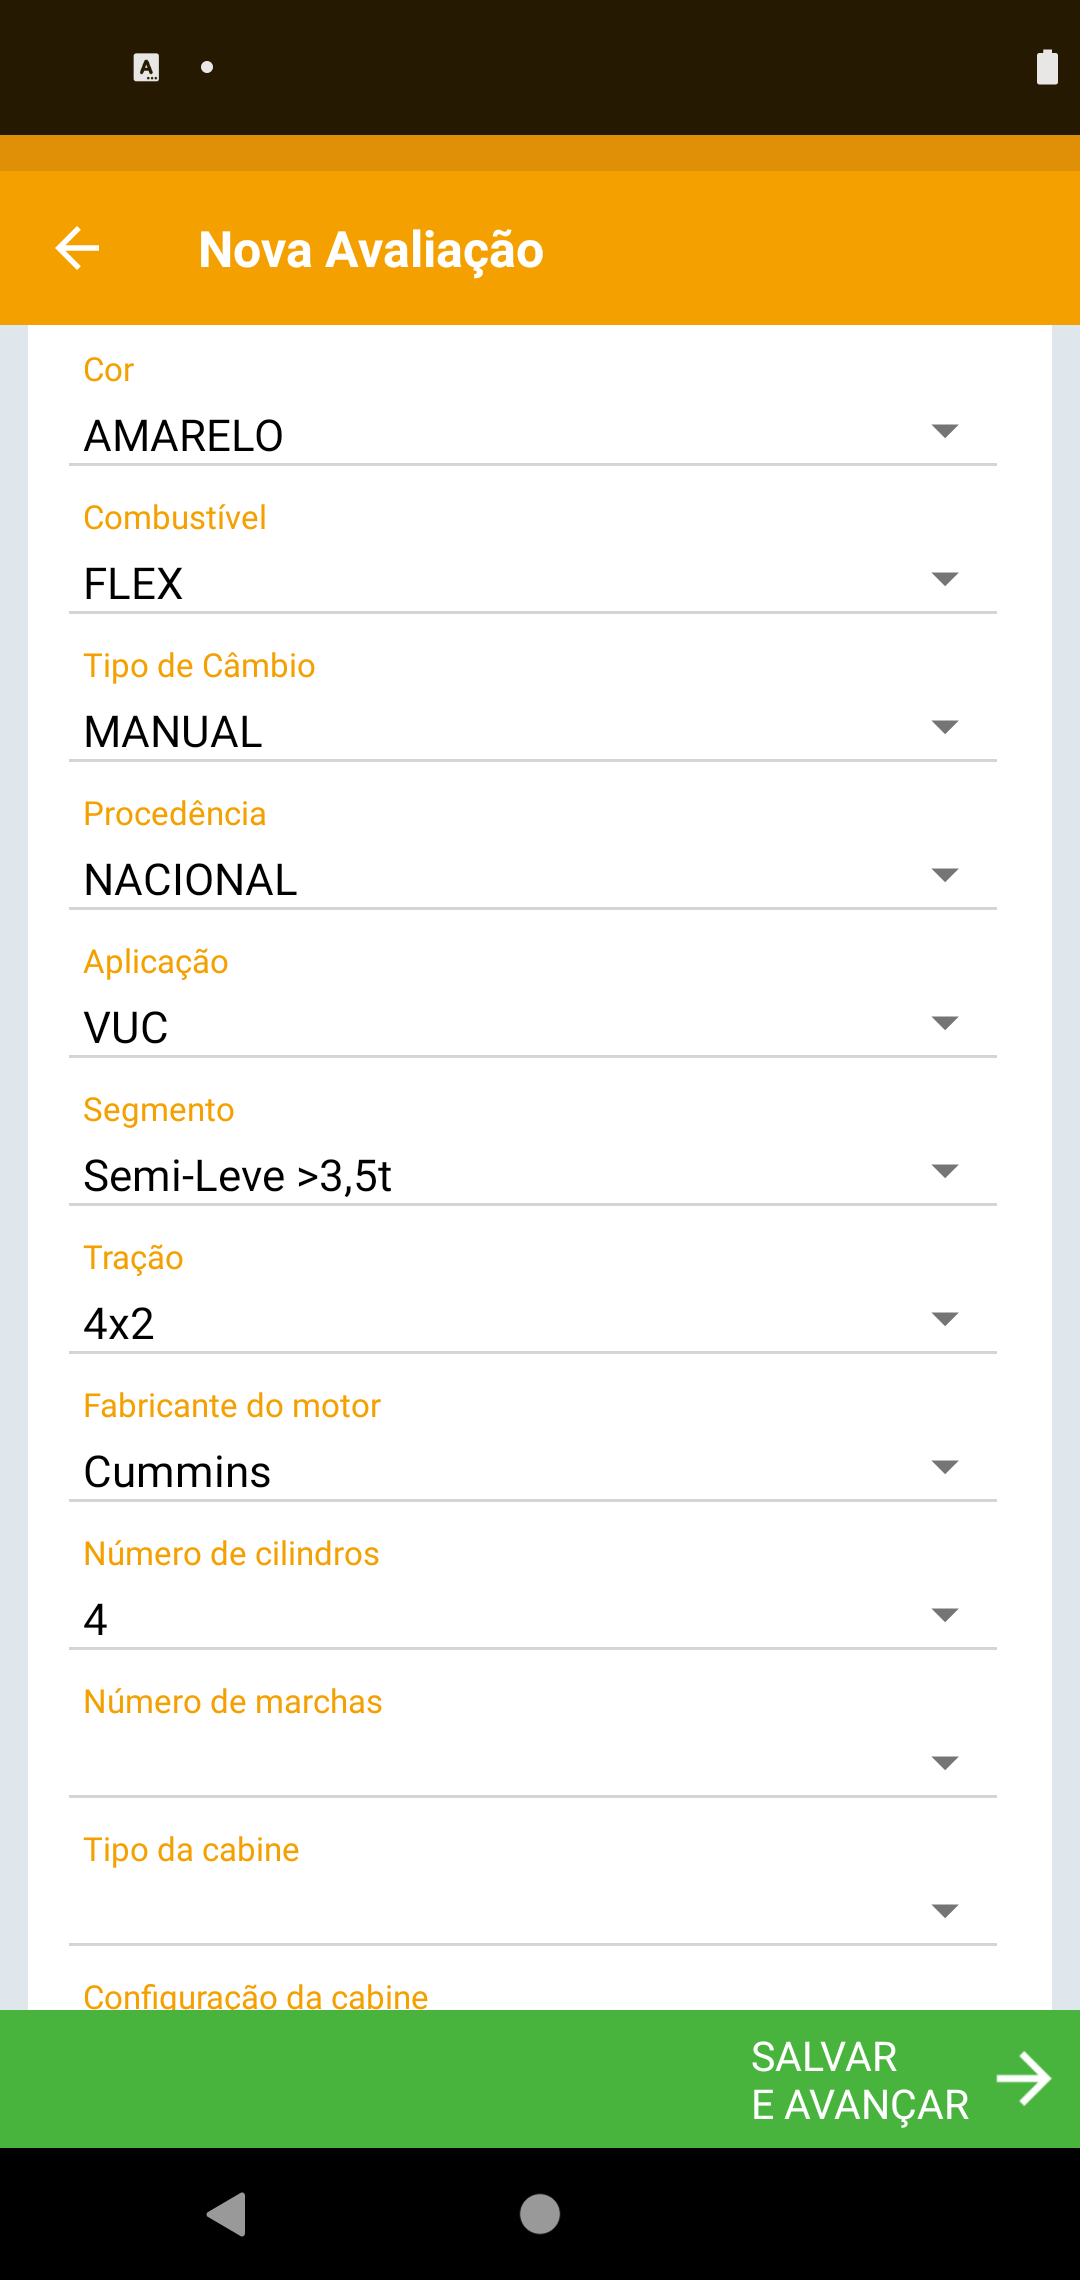 Nova Avaliação
Cor
AMARELO
Combustível
FLEX
Tipo de Câmbio
MANUAL
Procedência
NACIONAL
Aplicação
VUC
Segmento
Semi-Leve >3,5t
Tração
4x2
Fabricante do motor
Cummins
Número de cilindros
4
Número de marchas
Tipo da cabine
Configuração da cabine
SALVAR
E AVANÇAR